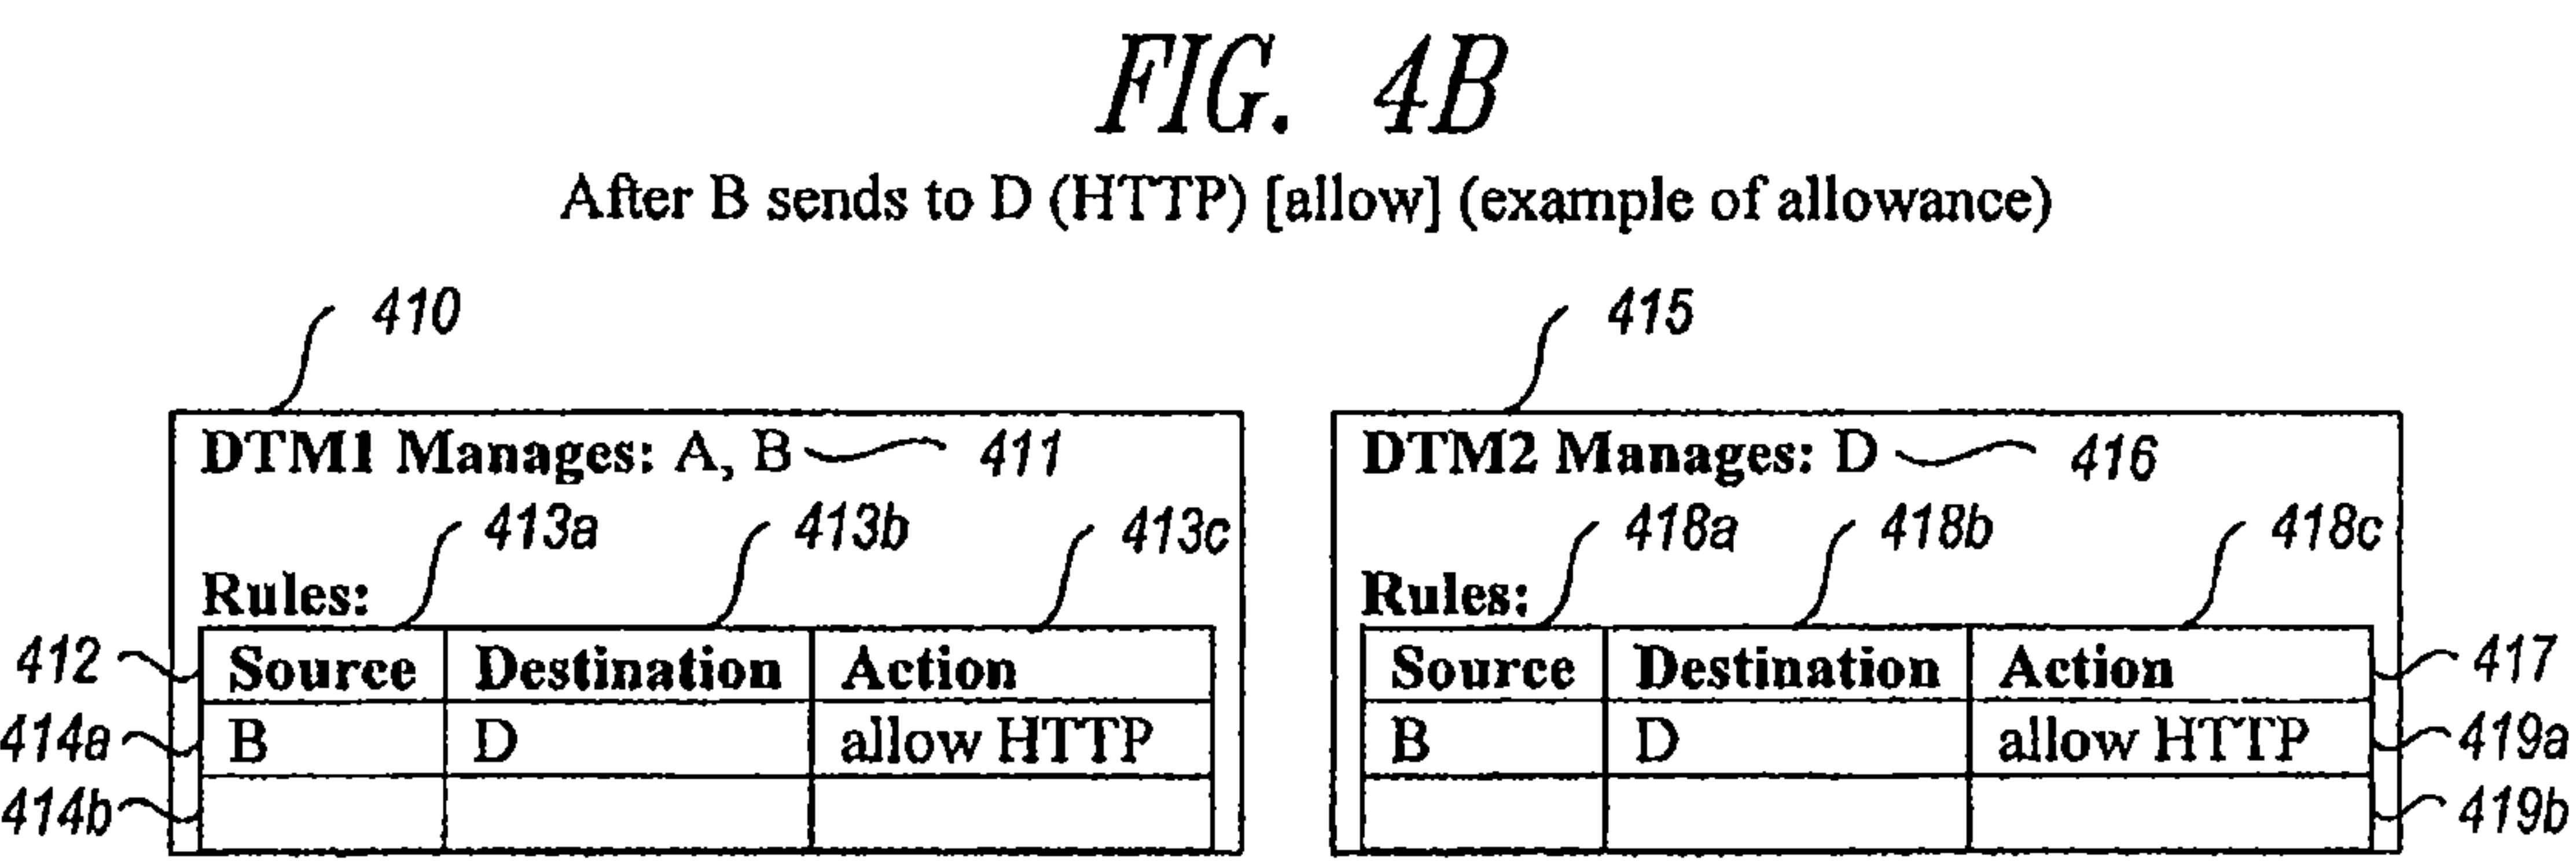 FIG. 4B
After B sends to D (HTTP) [allow] (example of allowance)
410
415
DTM1 Manages: A, B 411
DTM2 Manages: D 416
413a 413b 413c
418a 418b 418c
Rules:
Rules:
412 Source Destination Action
Source Destination Action 417
414a B D allow HTTP
B D allow HTTP 419a
414b
419b